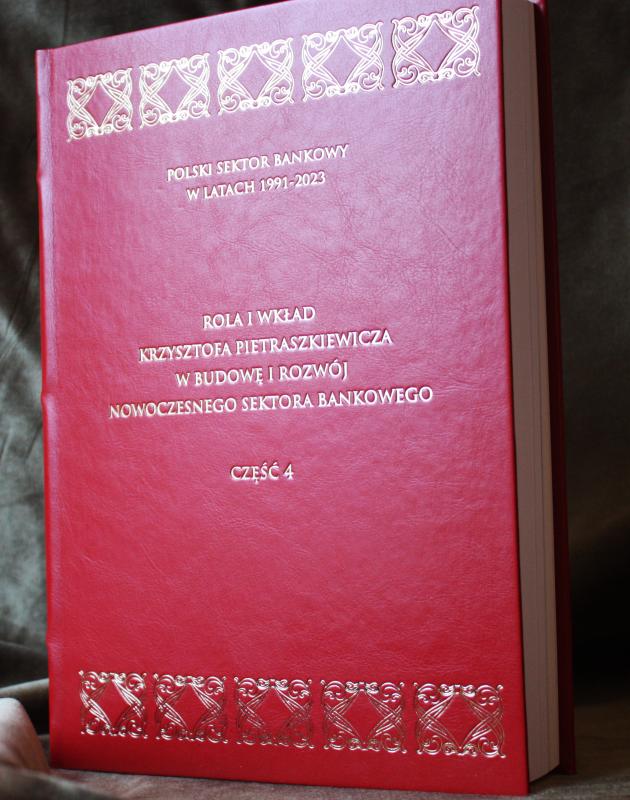 POLSKI SEKTOR BANKOWY
W LATACH 1991-2023
ROLA I WKŁAD
KRZYSZTOFA PIETRASZKIEWICZA
W BUDOWĘ I ROZWÓJ
NOWOCZESNEGO SEKTORA BANKOWEGO
CZĘŚĆ 4